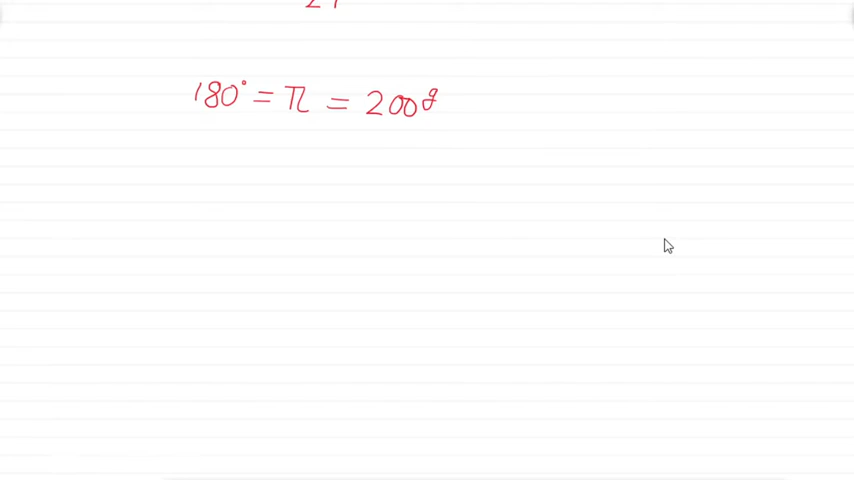 180° = π = 200g